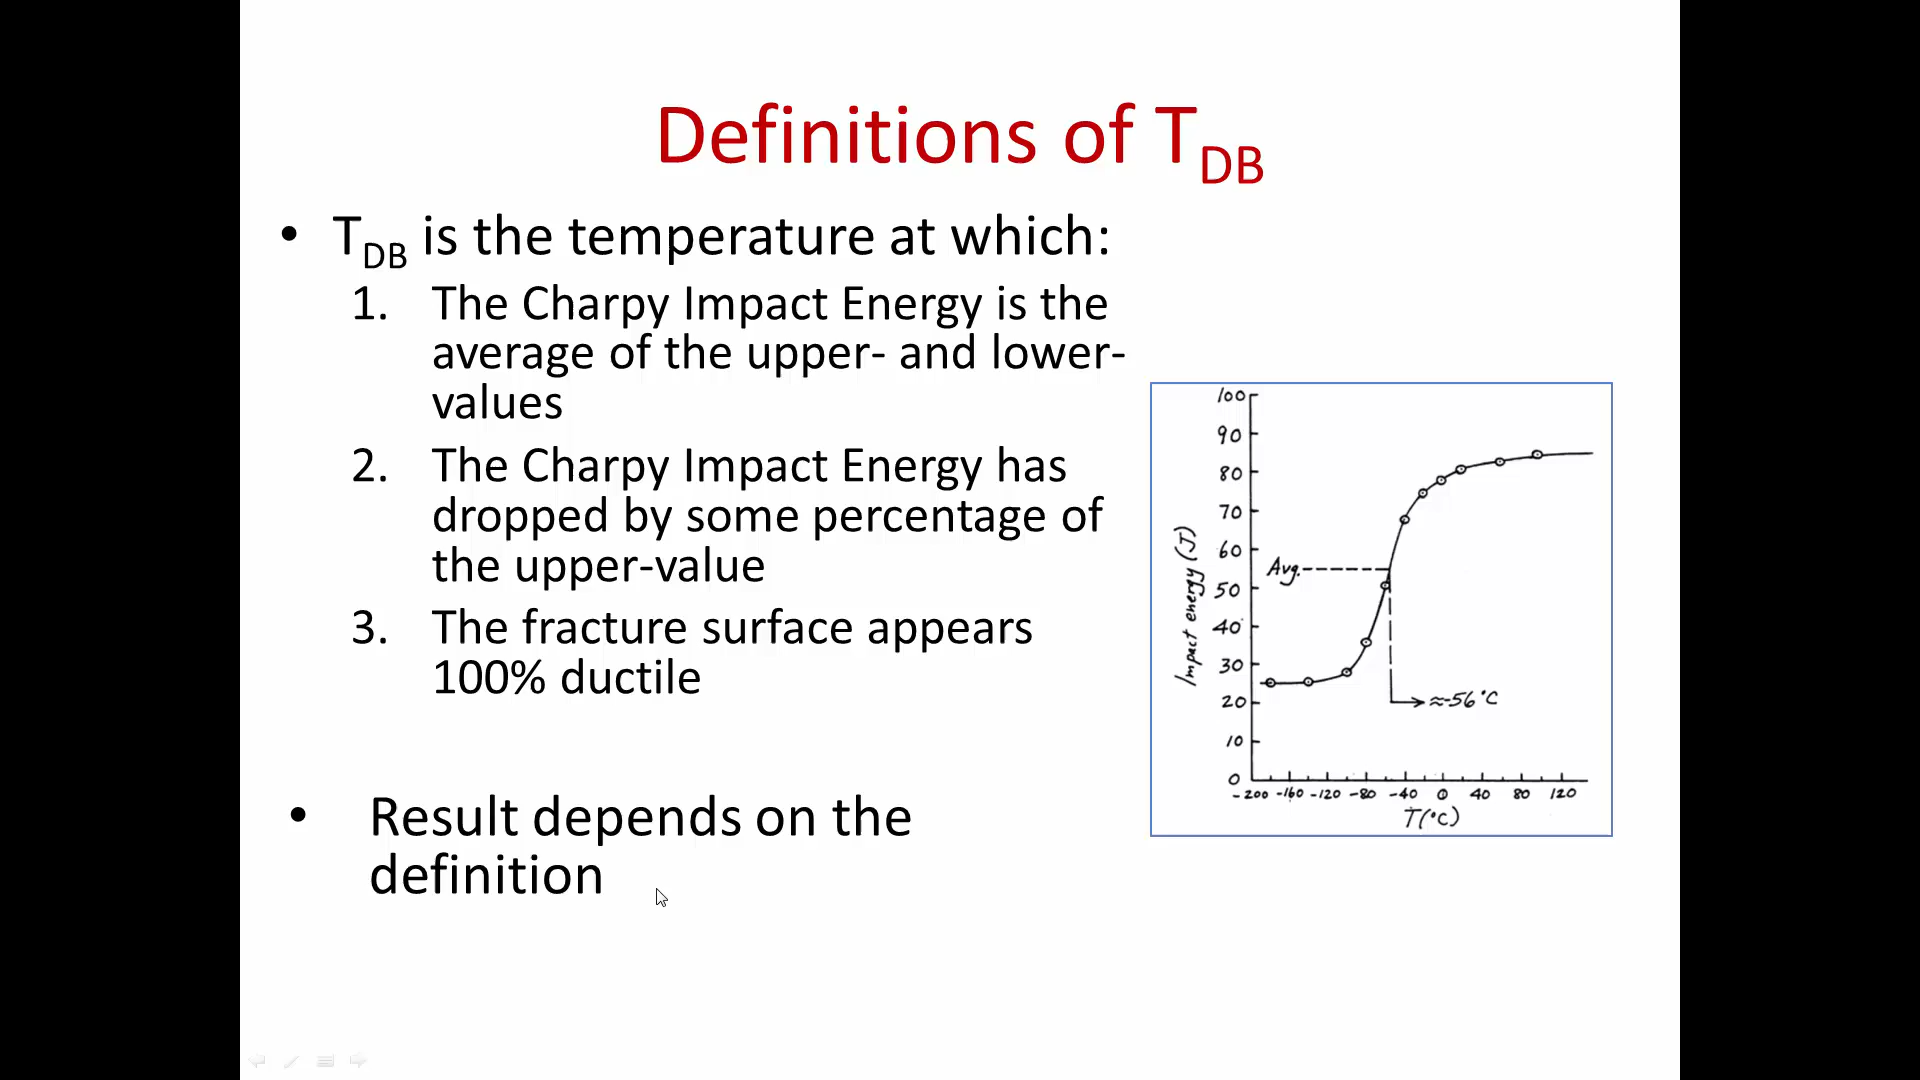 Definitions of T_DB
• T_DB is the temperature at which:
1. The Charpy Impact Energy is the
average of the upper- and lower-
values
2. The Charpy Impact Energy has
dropped by some percentage of
the upper-value
3. The fracture surface appears
100% ductile
• Result depends on the
definition
100
90
80
70
60
50
40
30
20
10
0
Impact energy (J)
Avg.
≈-56°C
-200 -160 -120 -80 -40 0 40 80 120
T(°C)